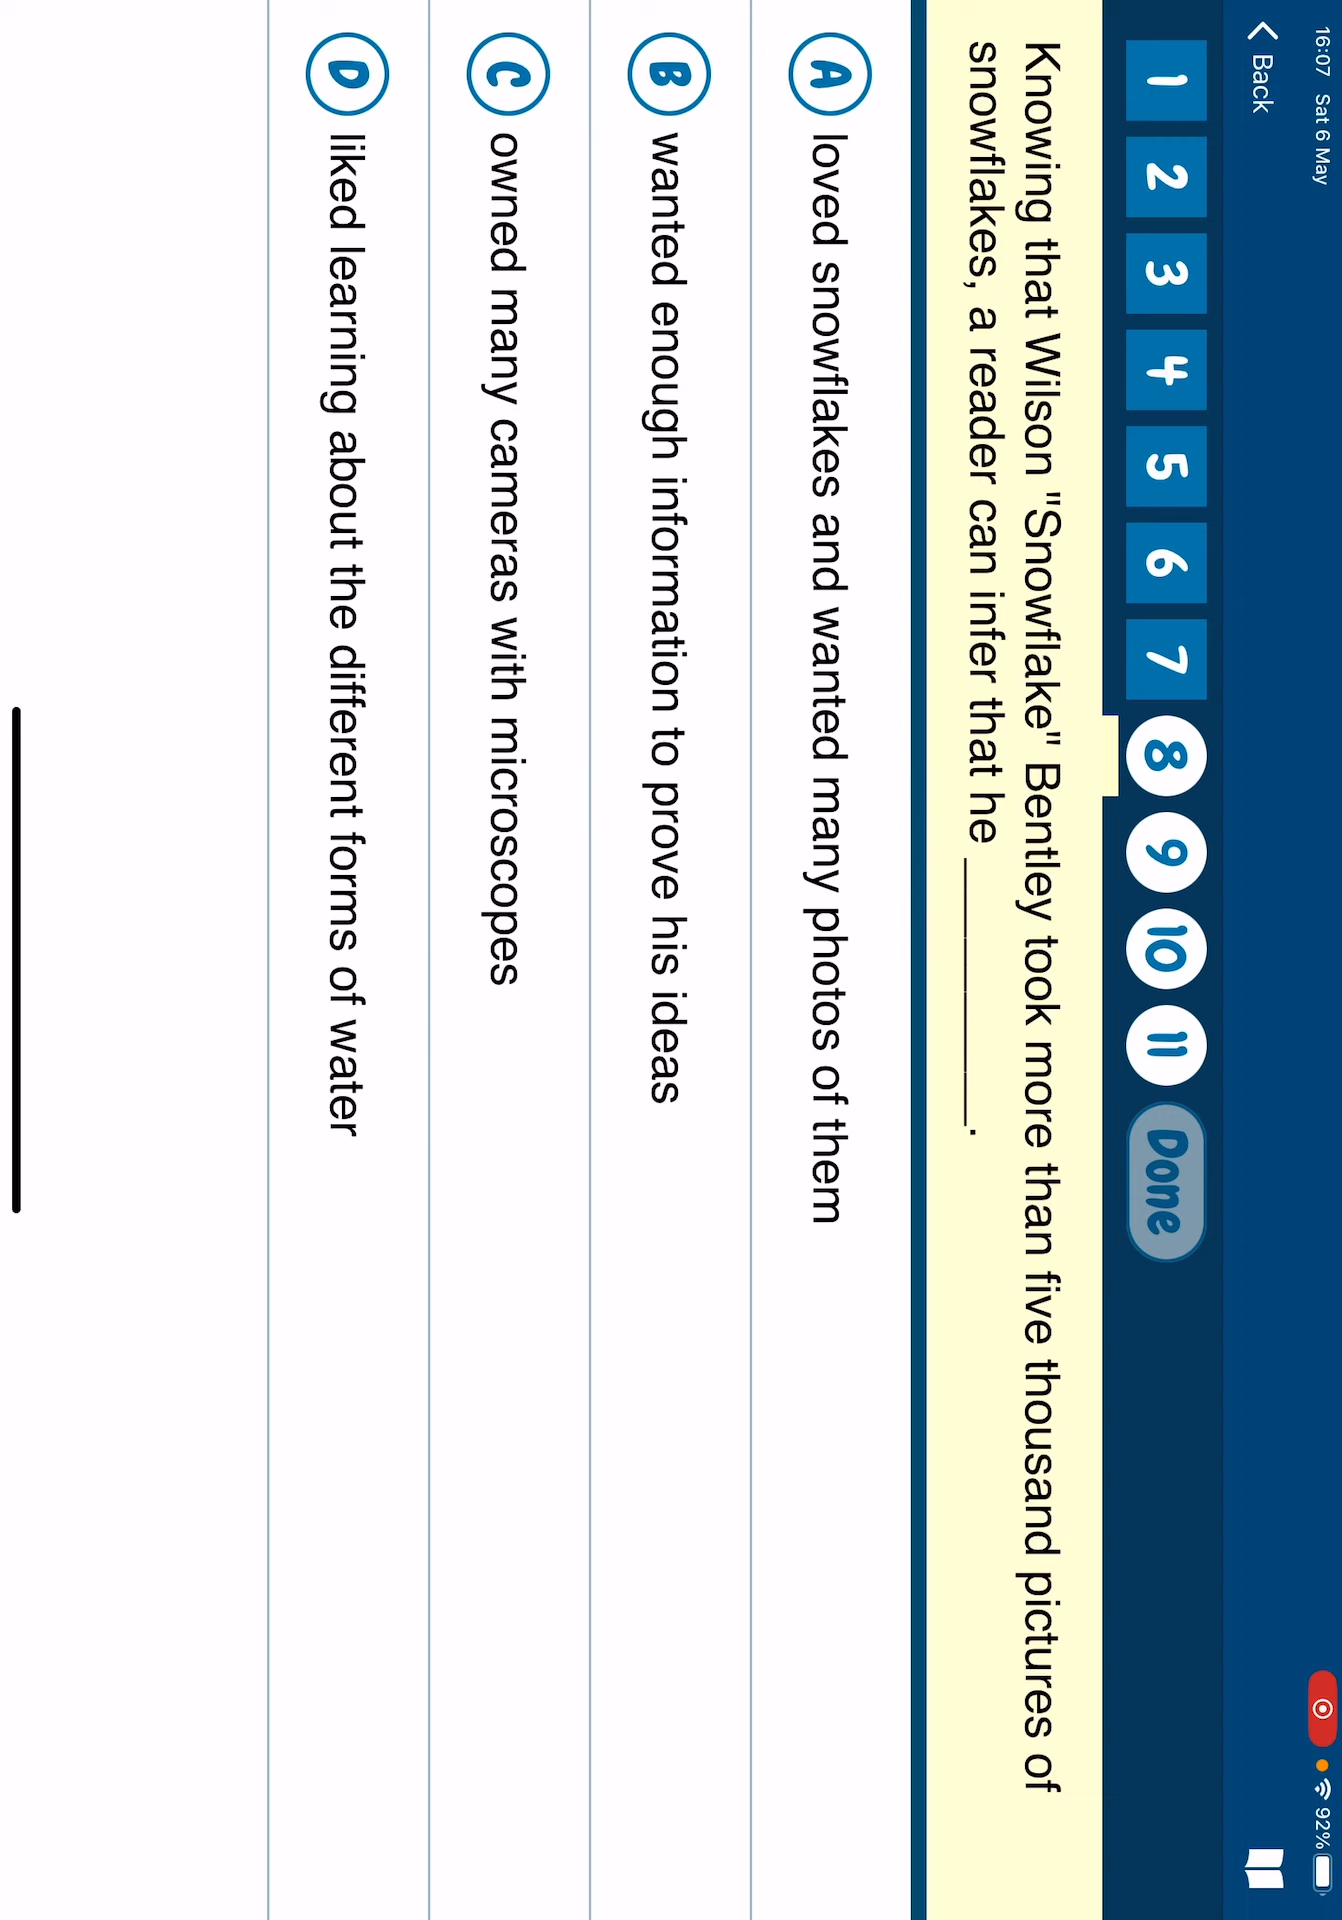 16:07 Sat 6 May
92%
Back
1 2 3 4 5 6 7 8 9 10 11 Done
Knowing that Wilson "Snowflake" Bentley took more than five thousand pictures of
snowflakes, a reader can infer that he __________.
A loved snowflakes and wanted many photos of them
B wanted enough information to prove his ideas
C owned many cameras with microscopes
D liked learning about the different forms of water